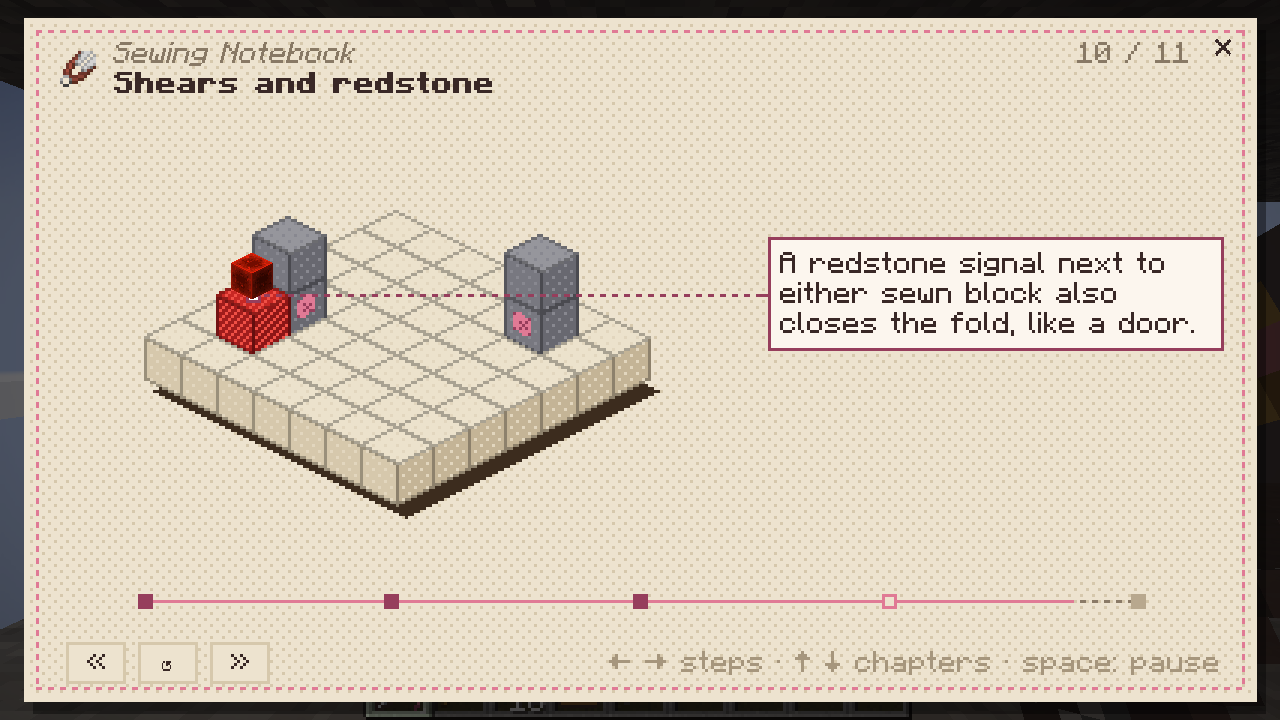 Sewing Notebook
Shears and redstone
10 / 11
A redstone signal next to
either sewn block also
closes the fold, like a door.
← → steps · ↑ ↓ chapters · space: pause